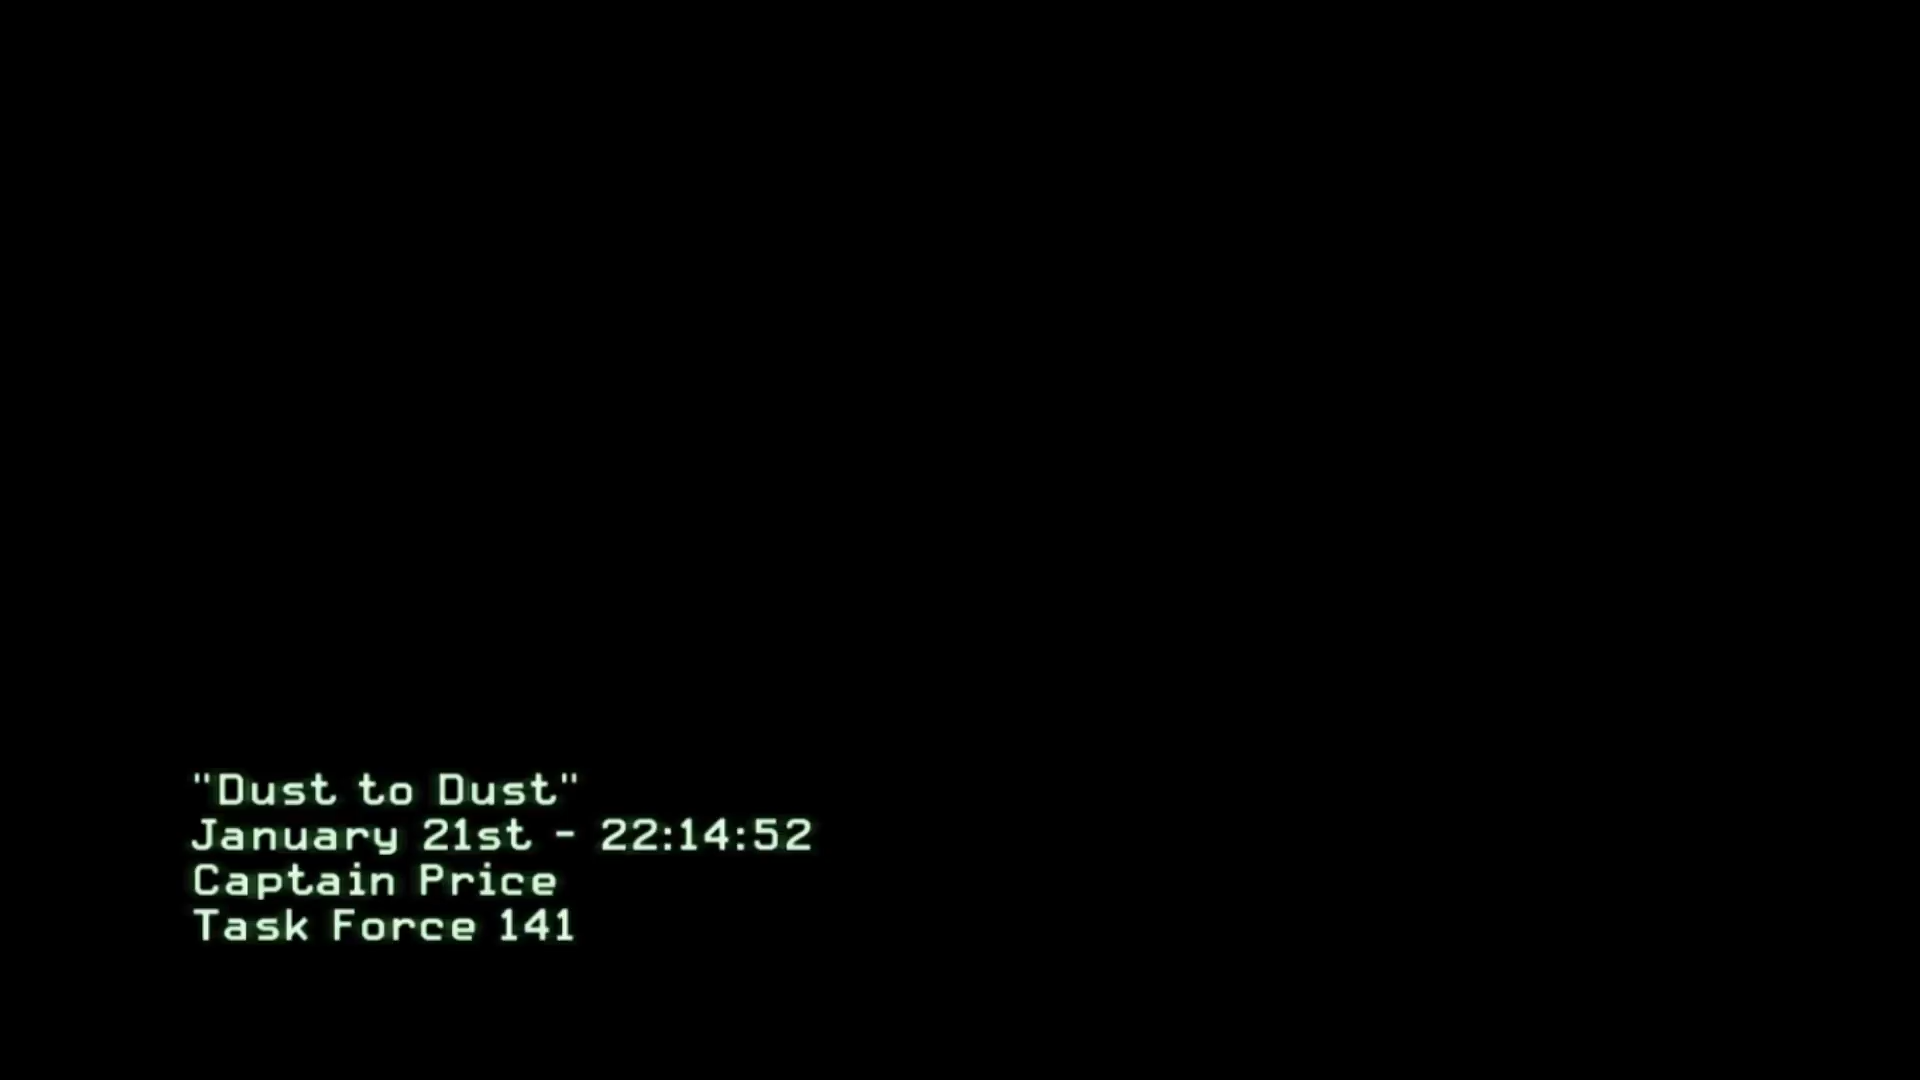 "Dust to Dust"
January 21st - 22:14:52
Captain Price
Task Force 141